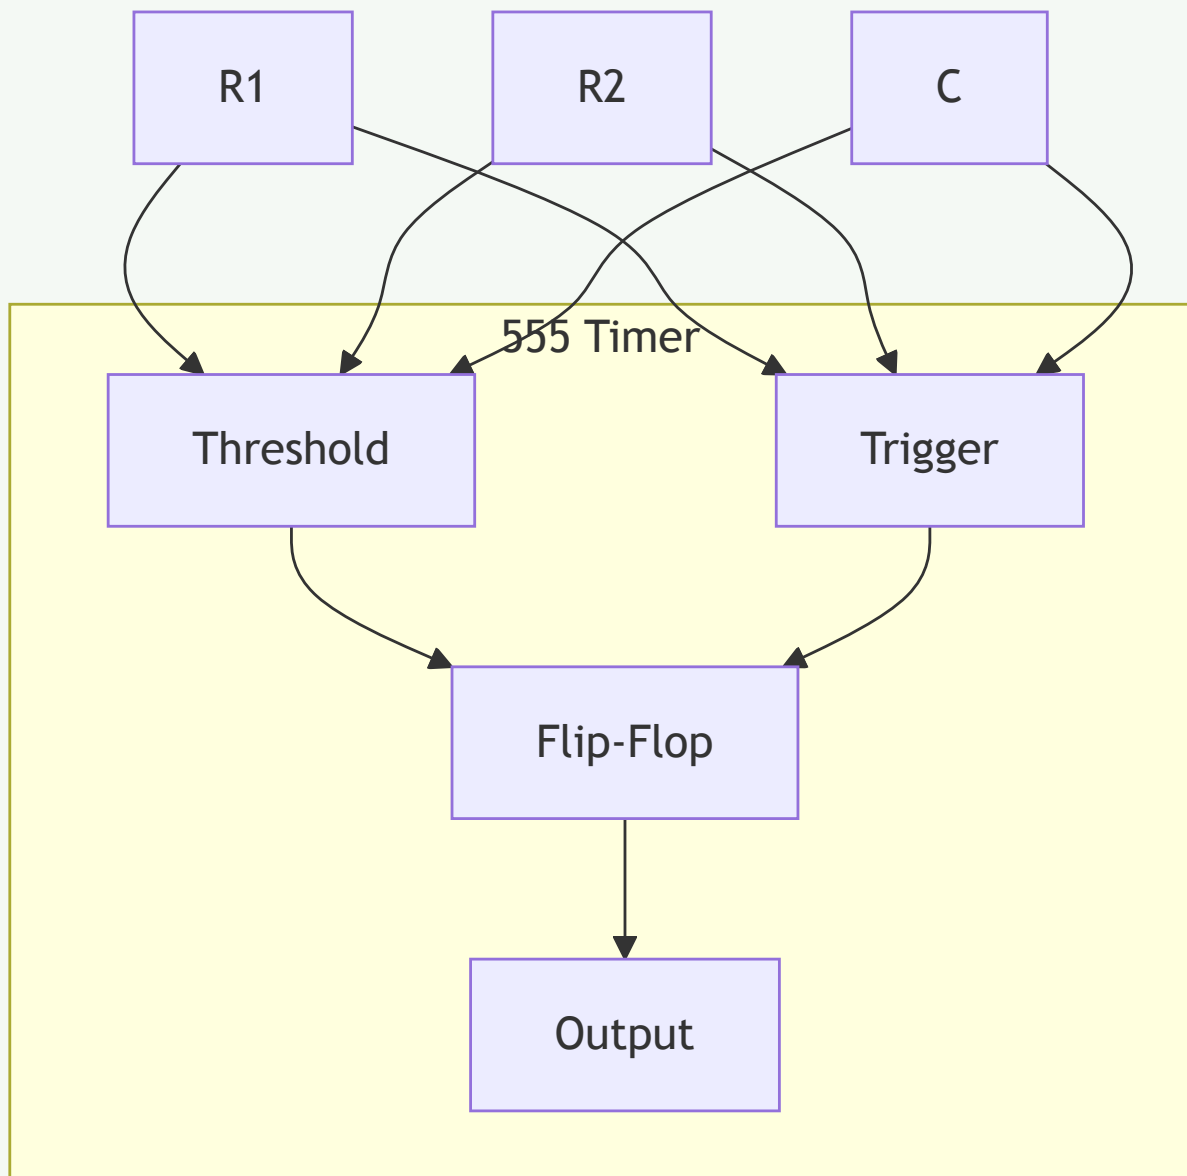 R1
R2
C
555 Timer
Threshold
Trigger
Flip-Flop
Output